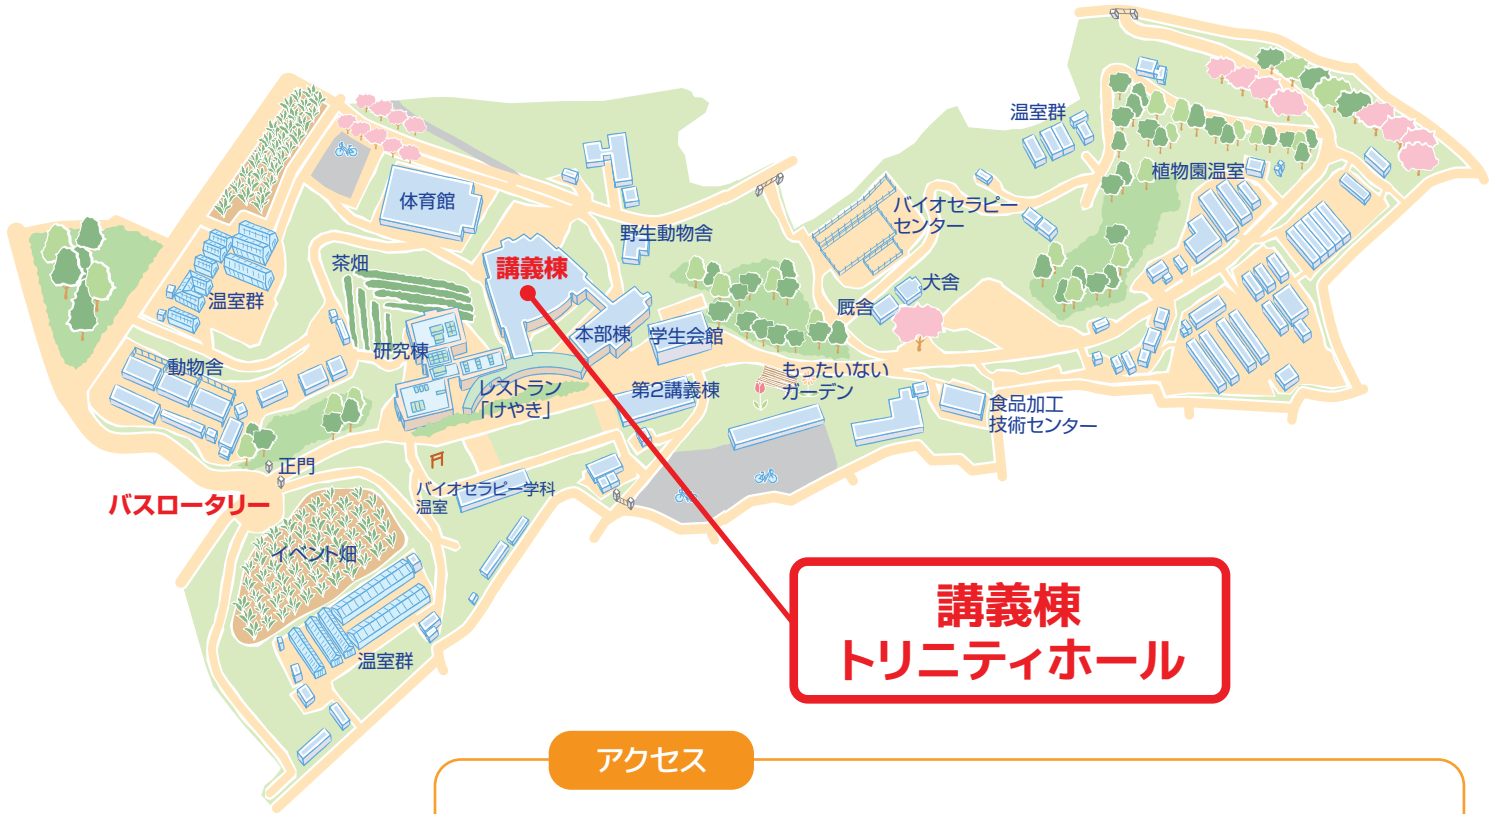 温室群
植物園温室
体育館
バイオセラピー
センター
野生動物舎
講義棟
茶畑
犬舎
温室群
厩舎
本部棟
学生会館
研究棟
動物舎
もったいない
ガーデン
レストラン
「けやき」
第2講義棟
食品加工
技術センター
正門
バイオセラピー学科
温室
バスロータリー
イベント畑
温室群
講義棟
トリニティホール
アクセス